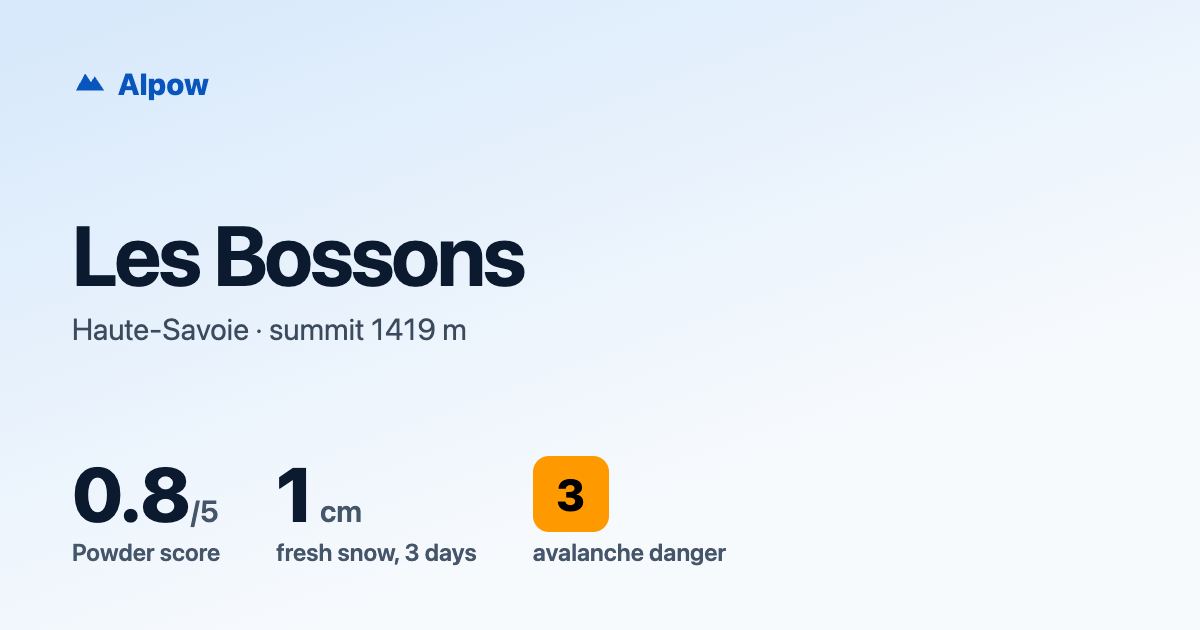 Alpow
Les Bossons
Haute-Savoie · summit 1419 m
0.8/5
Powder score
1 cm
fresh snow, 3 days
3
avalanche danger